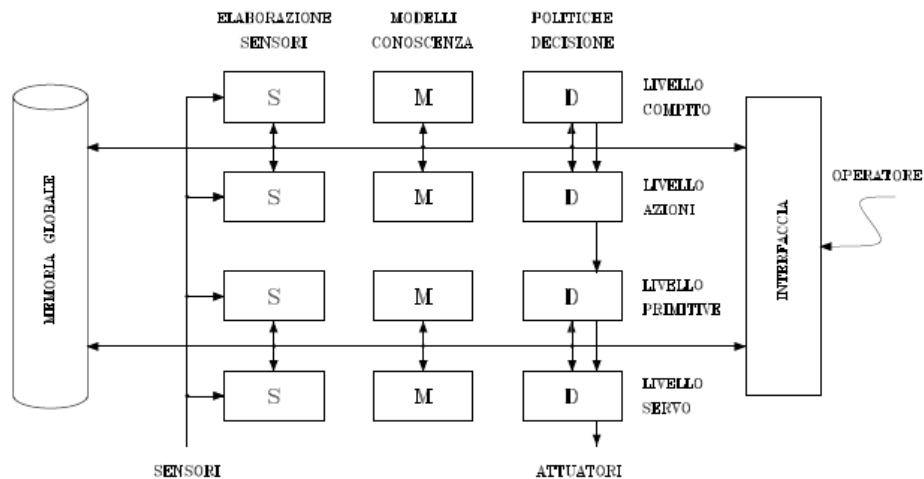 ELABORAZIONE
SENSORI
MODELLI
CONOSCENZA
POLITICHE
DECISIONE
S
M
D
LIVELLO
COMPITO
S
M
D
LIVELLO
AZIONI
OPERATORE
MEMORIA GLOBALE
INTERFACCIA
S
M
D
LIVELLO
PRIMITIVE
S
M
D
LIVELLO
SERVO
SENSORI
ATTUATORI